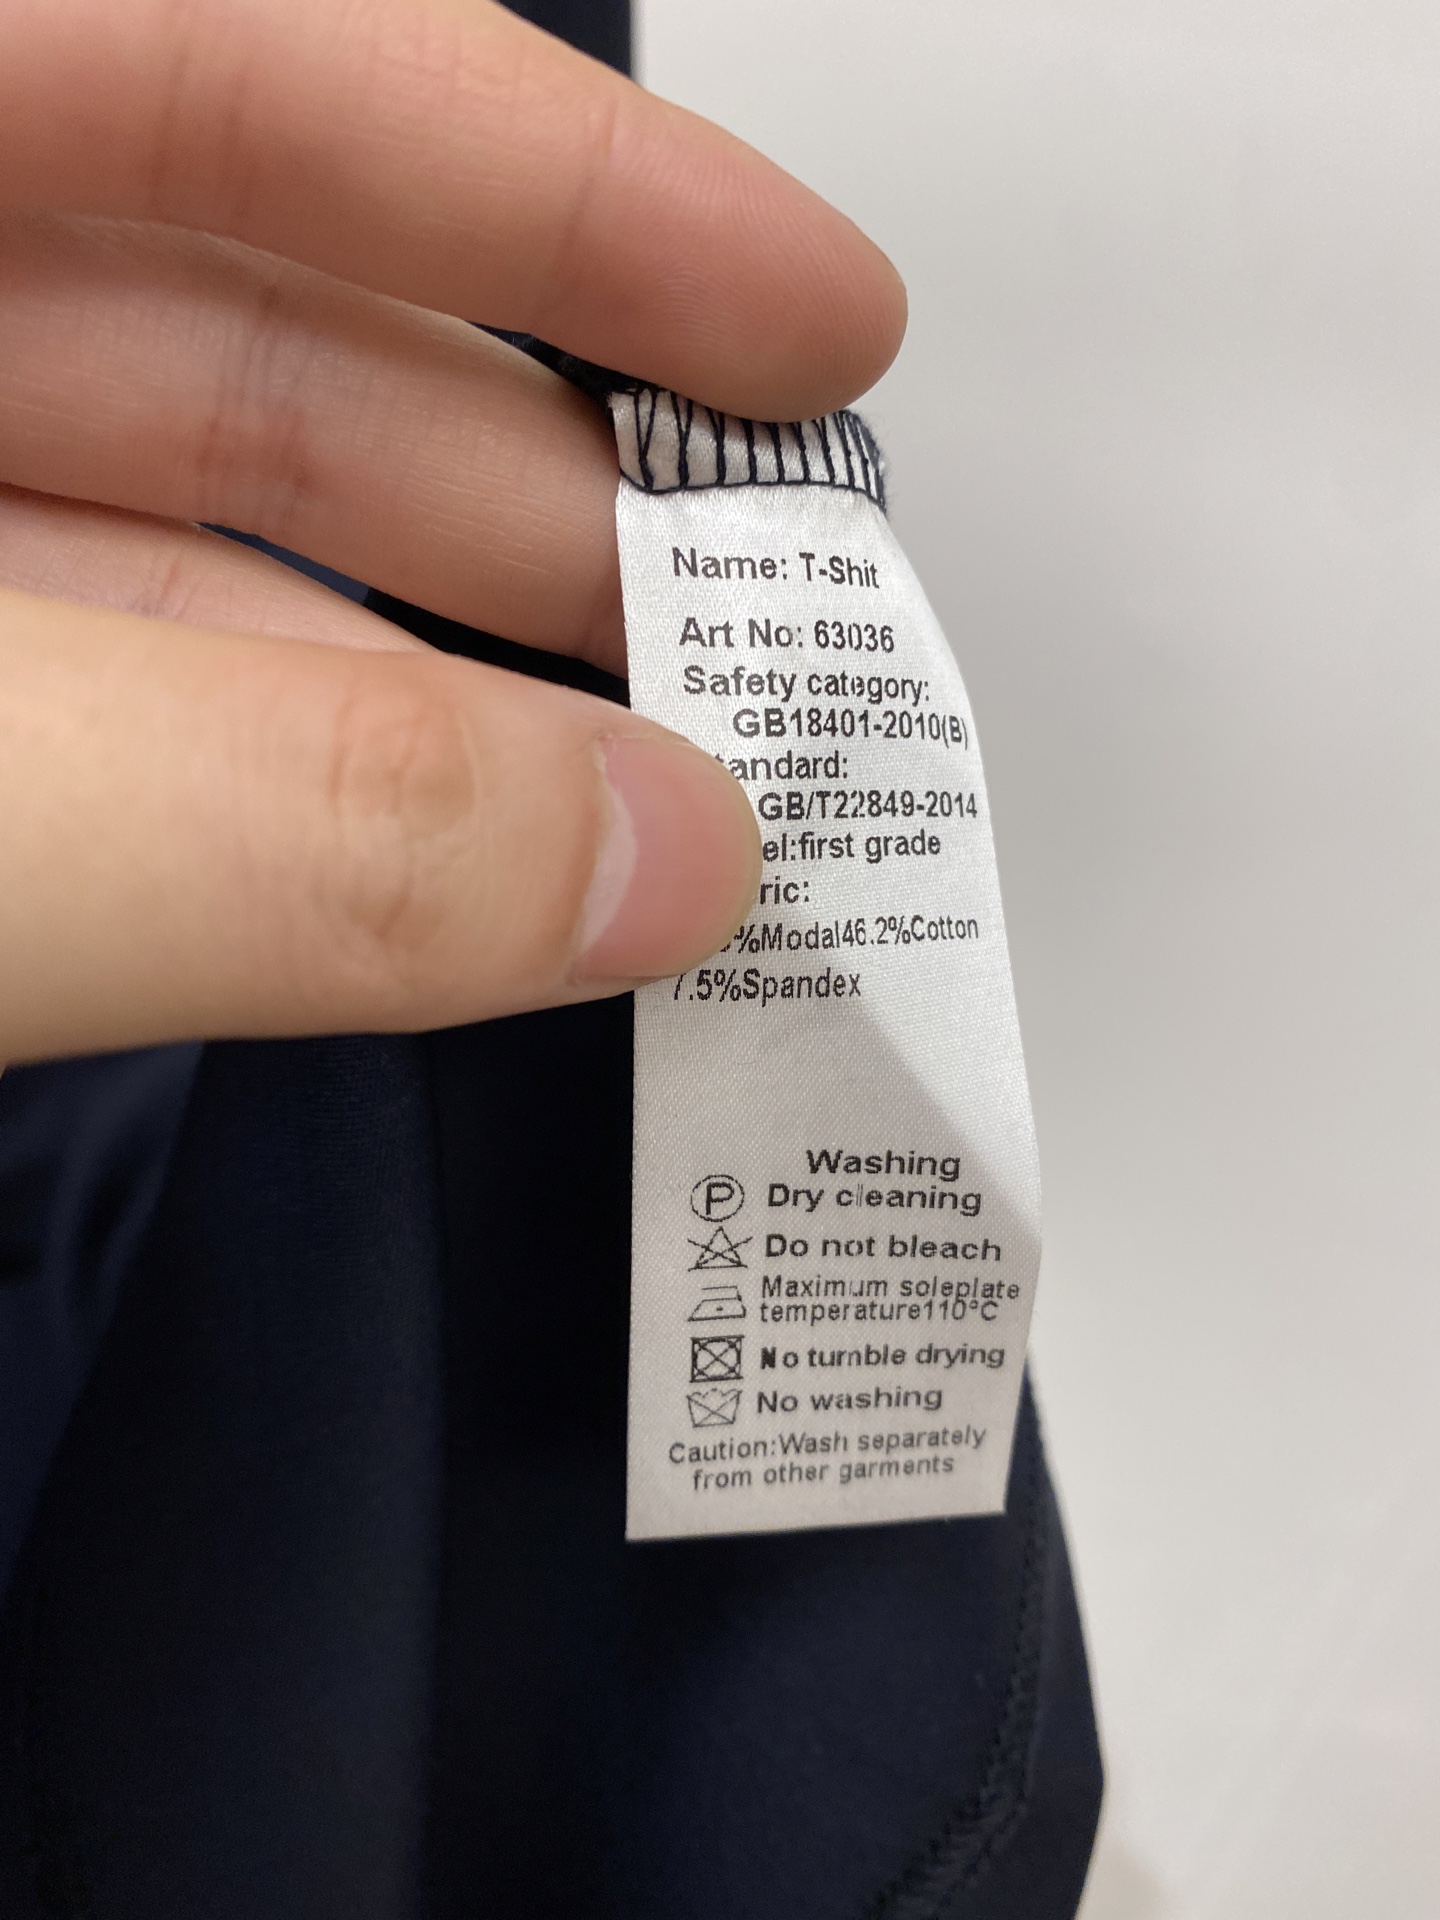 Name: T-Shit
Art No: 63036
Safety category:
GB18401-2010(B)
tandard:
GB/T22849-2014
el:first grade
ric:
%Modal46.2%Cotton
7.5%Spandex
Washing
P Dry cleaning
Do not bleach
Maximum soleplate
temperature110°C
No tumble drying
No washing
Caution:Wash separately
from other garments